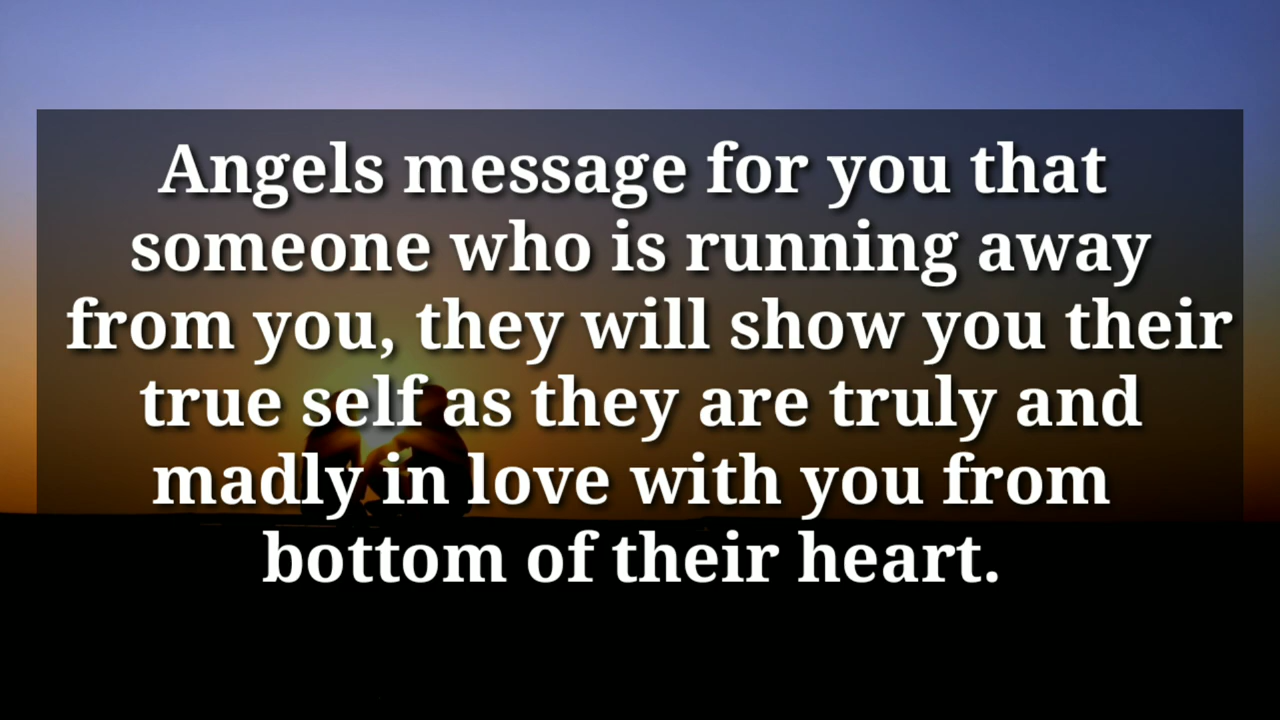 Angels message for you that
someone who is running away
from you, they will show you their
true self as they are truly and
madly in love with you from
bottom of their heart.